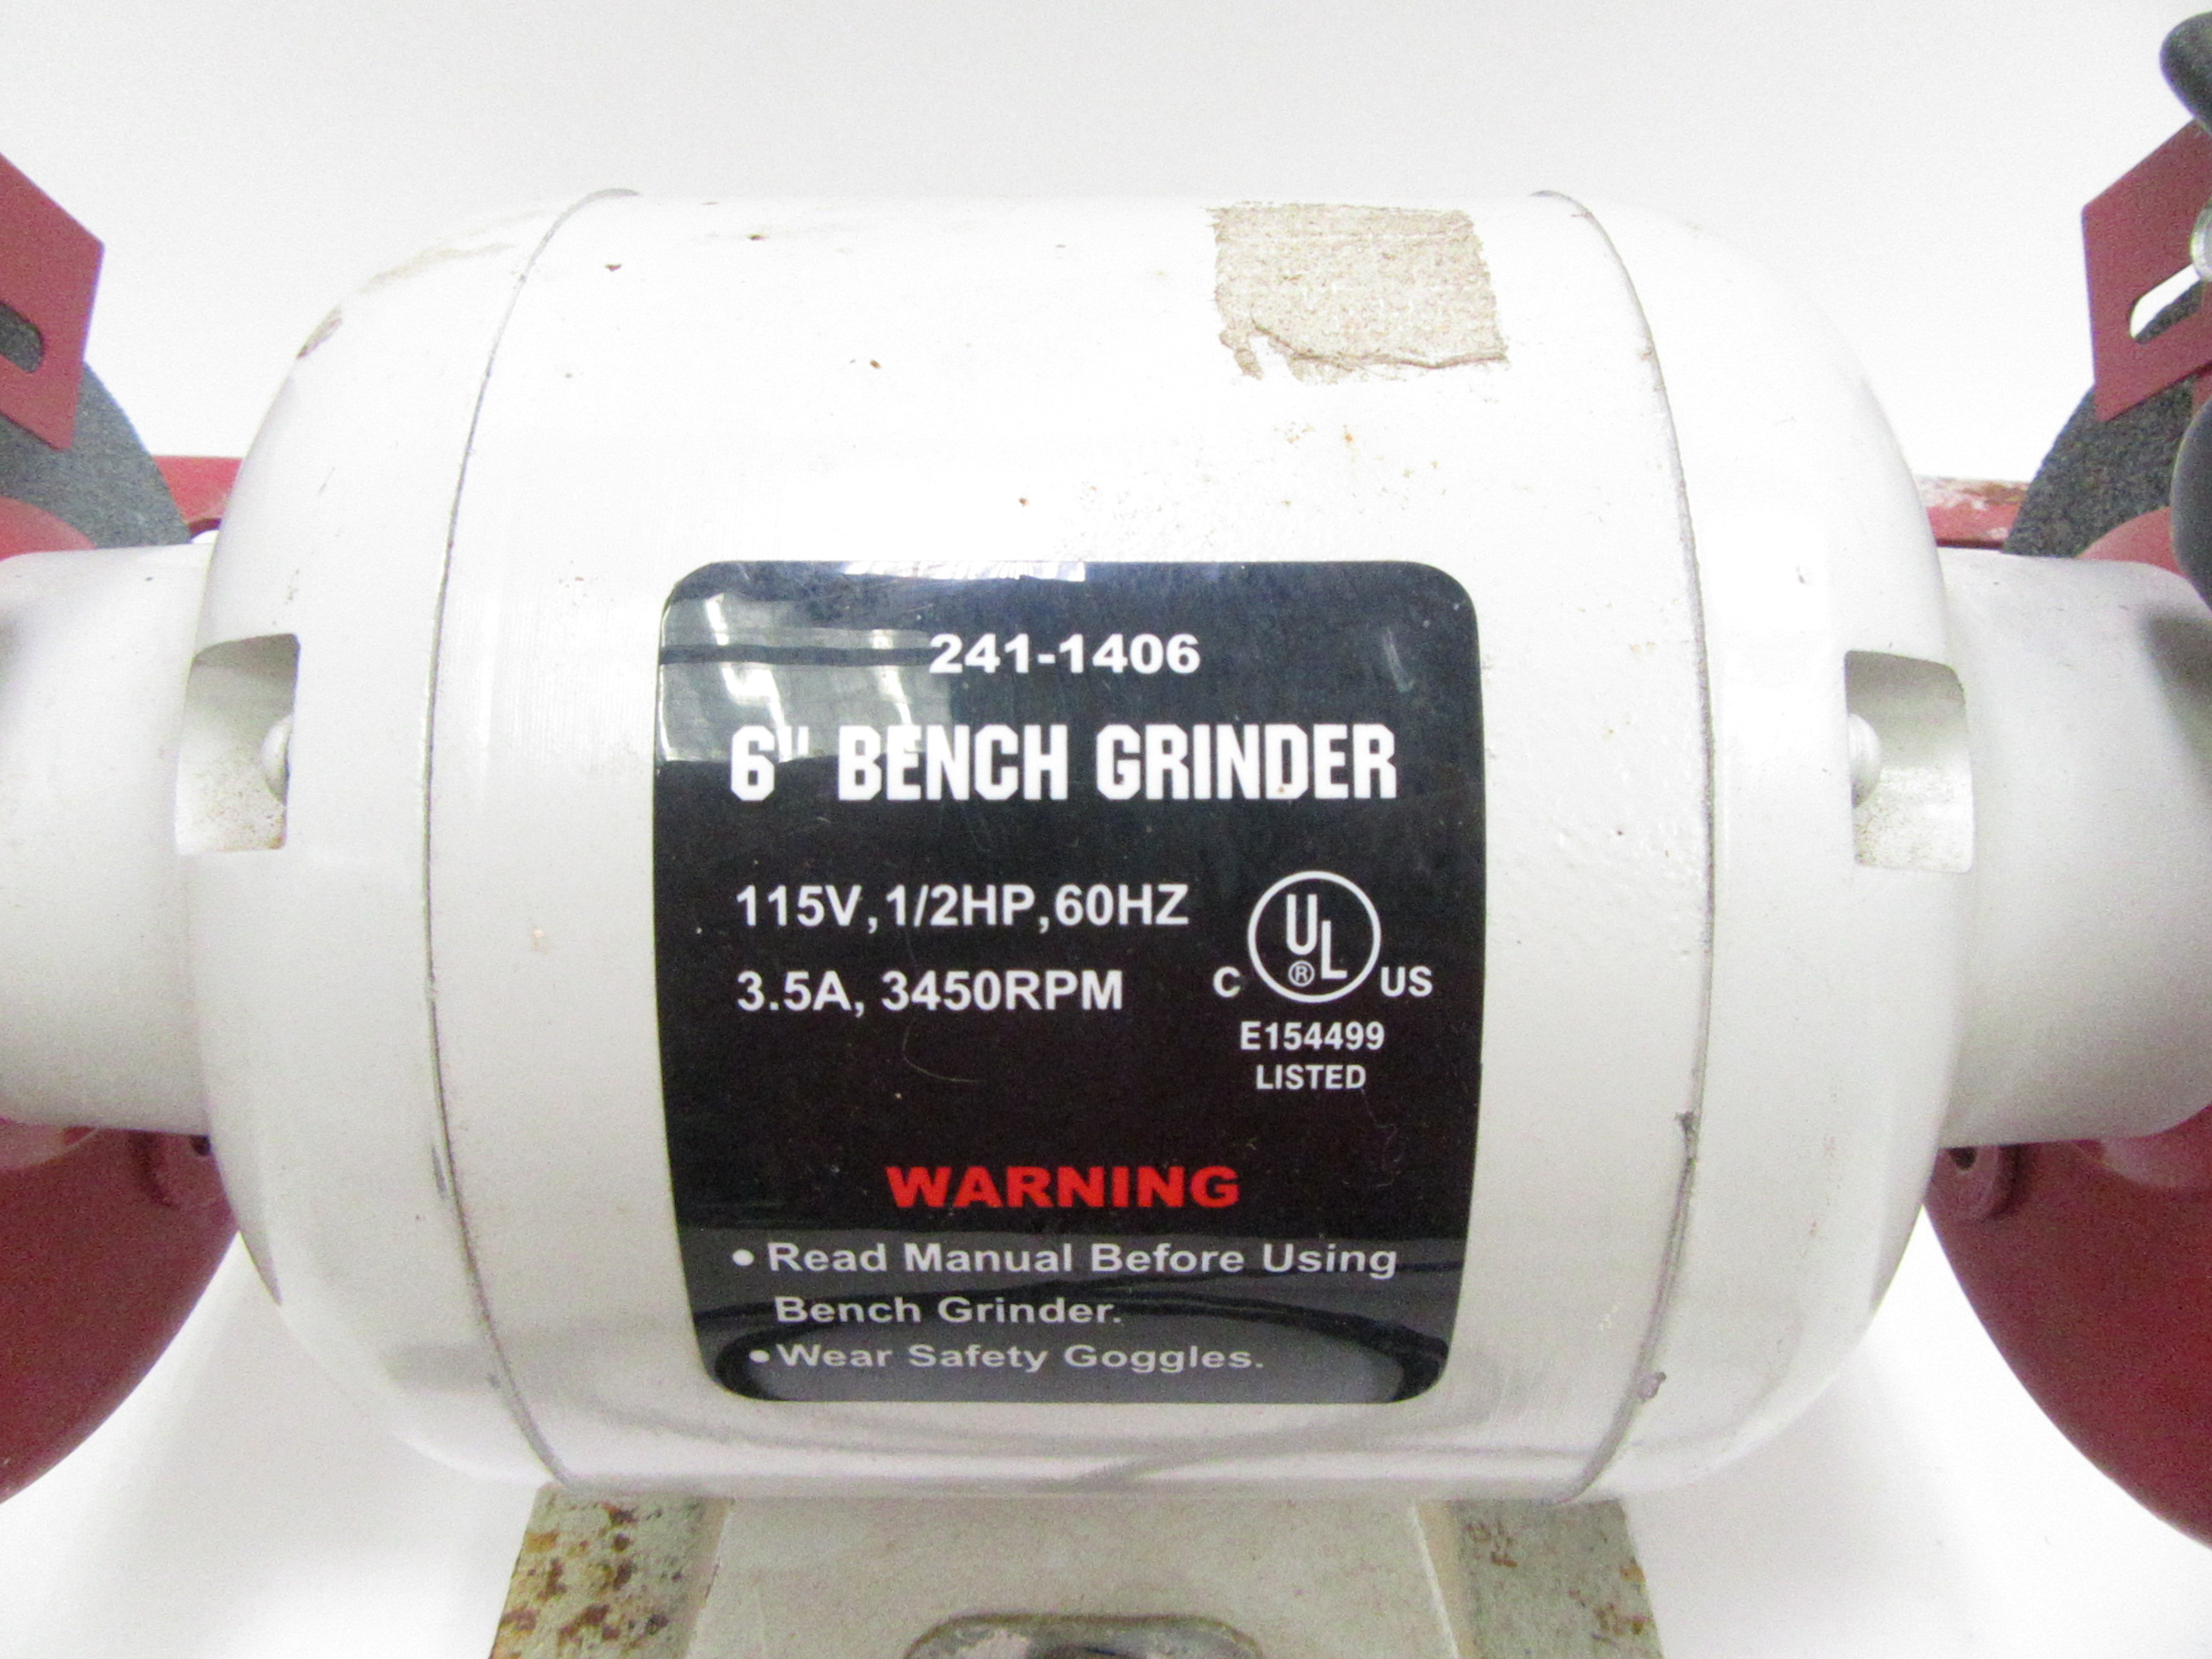 241-1406
6" BENCH GRINDER
115V,1/2HP,60HZ
3.5A, 3450RPM
UL
®
C US
E154499
LISTED
WARNING
• Read Manual Before Using
Bench Grinder.
• Wear Safety Goggles.